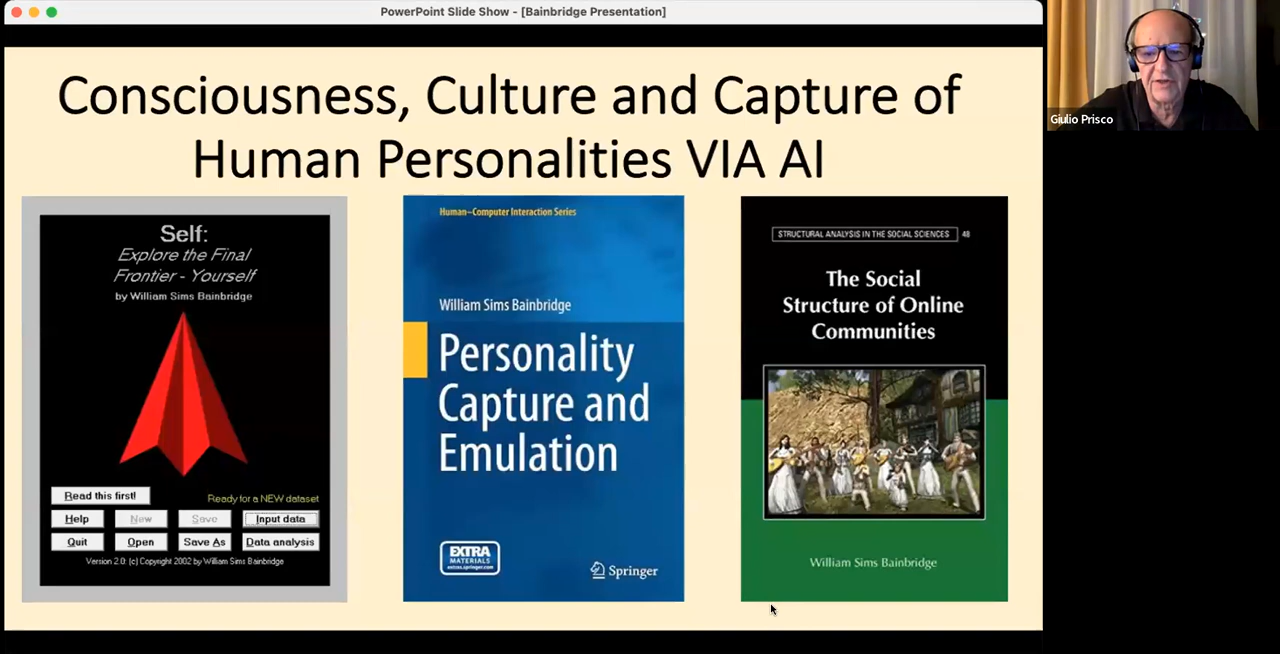 PowerPoint Slide Show - [Bainbridge Presentation]
Consciousness, Culture and Capture of
Human Personalities VIA AI
Self:
Explore the Final
Frontier - Yourself
by William Sims Bainbridge
Read this first!
Ready for a NEW dataset
Help
New
Save
Input data
Quit
Open
Save As
Data analysis
Version 2.0: (c) Copyright 2002 by William Sims Bainbridge
Human–Computer Interaction Series
William Sims Bainbridge
Personality
Capture and
Emulation
EXTRA
MATERIALS
extras.springer.com
Springer
STRUCTURAL ANALYSIS IN THE SOCIAL SCIENCES 48
The Social
Structure of Online
Communities
William Sims Bainbridge
Giulio Prisco